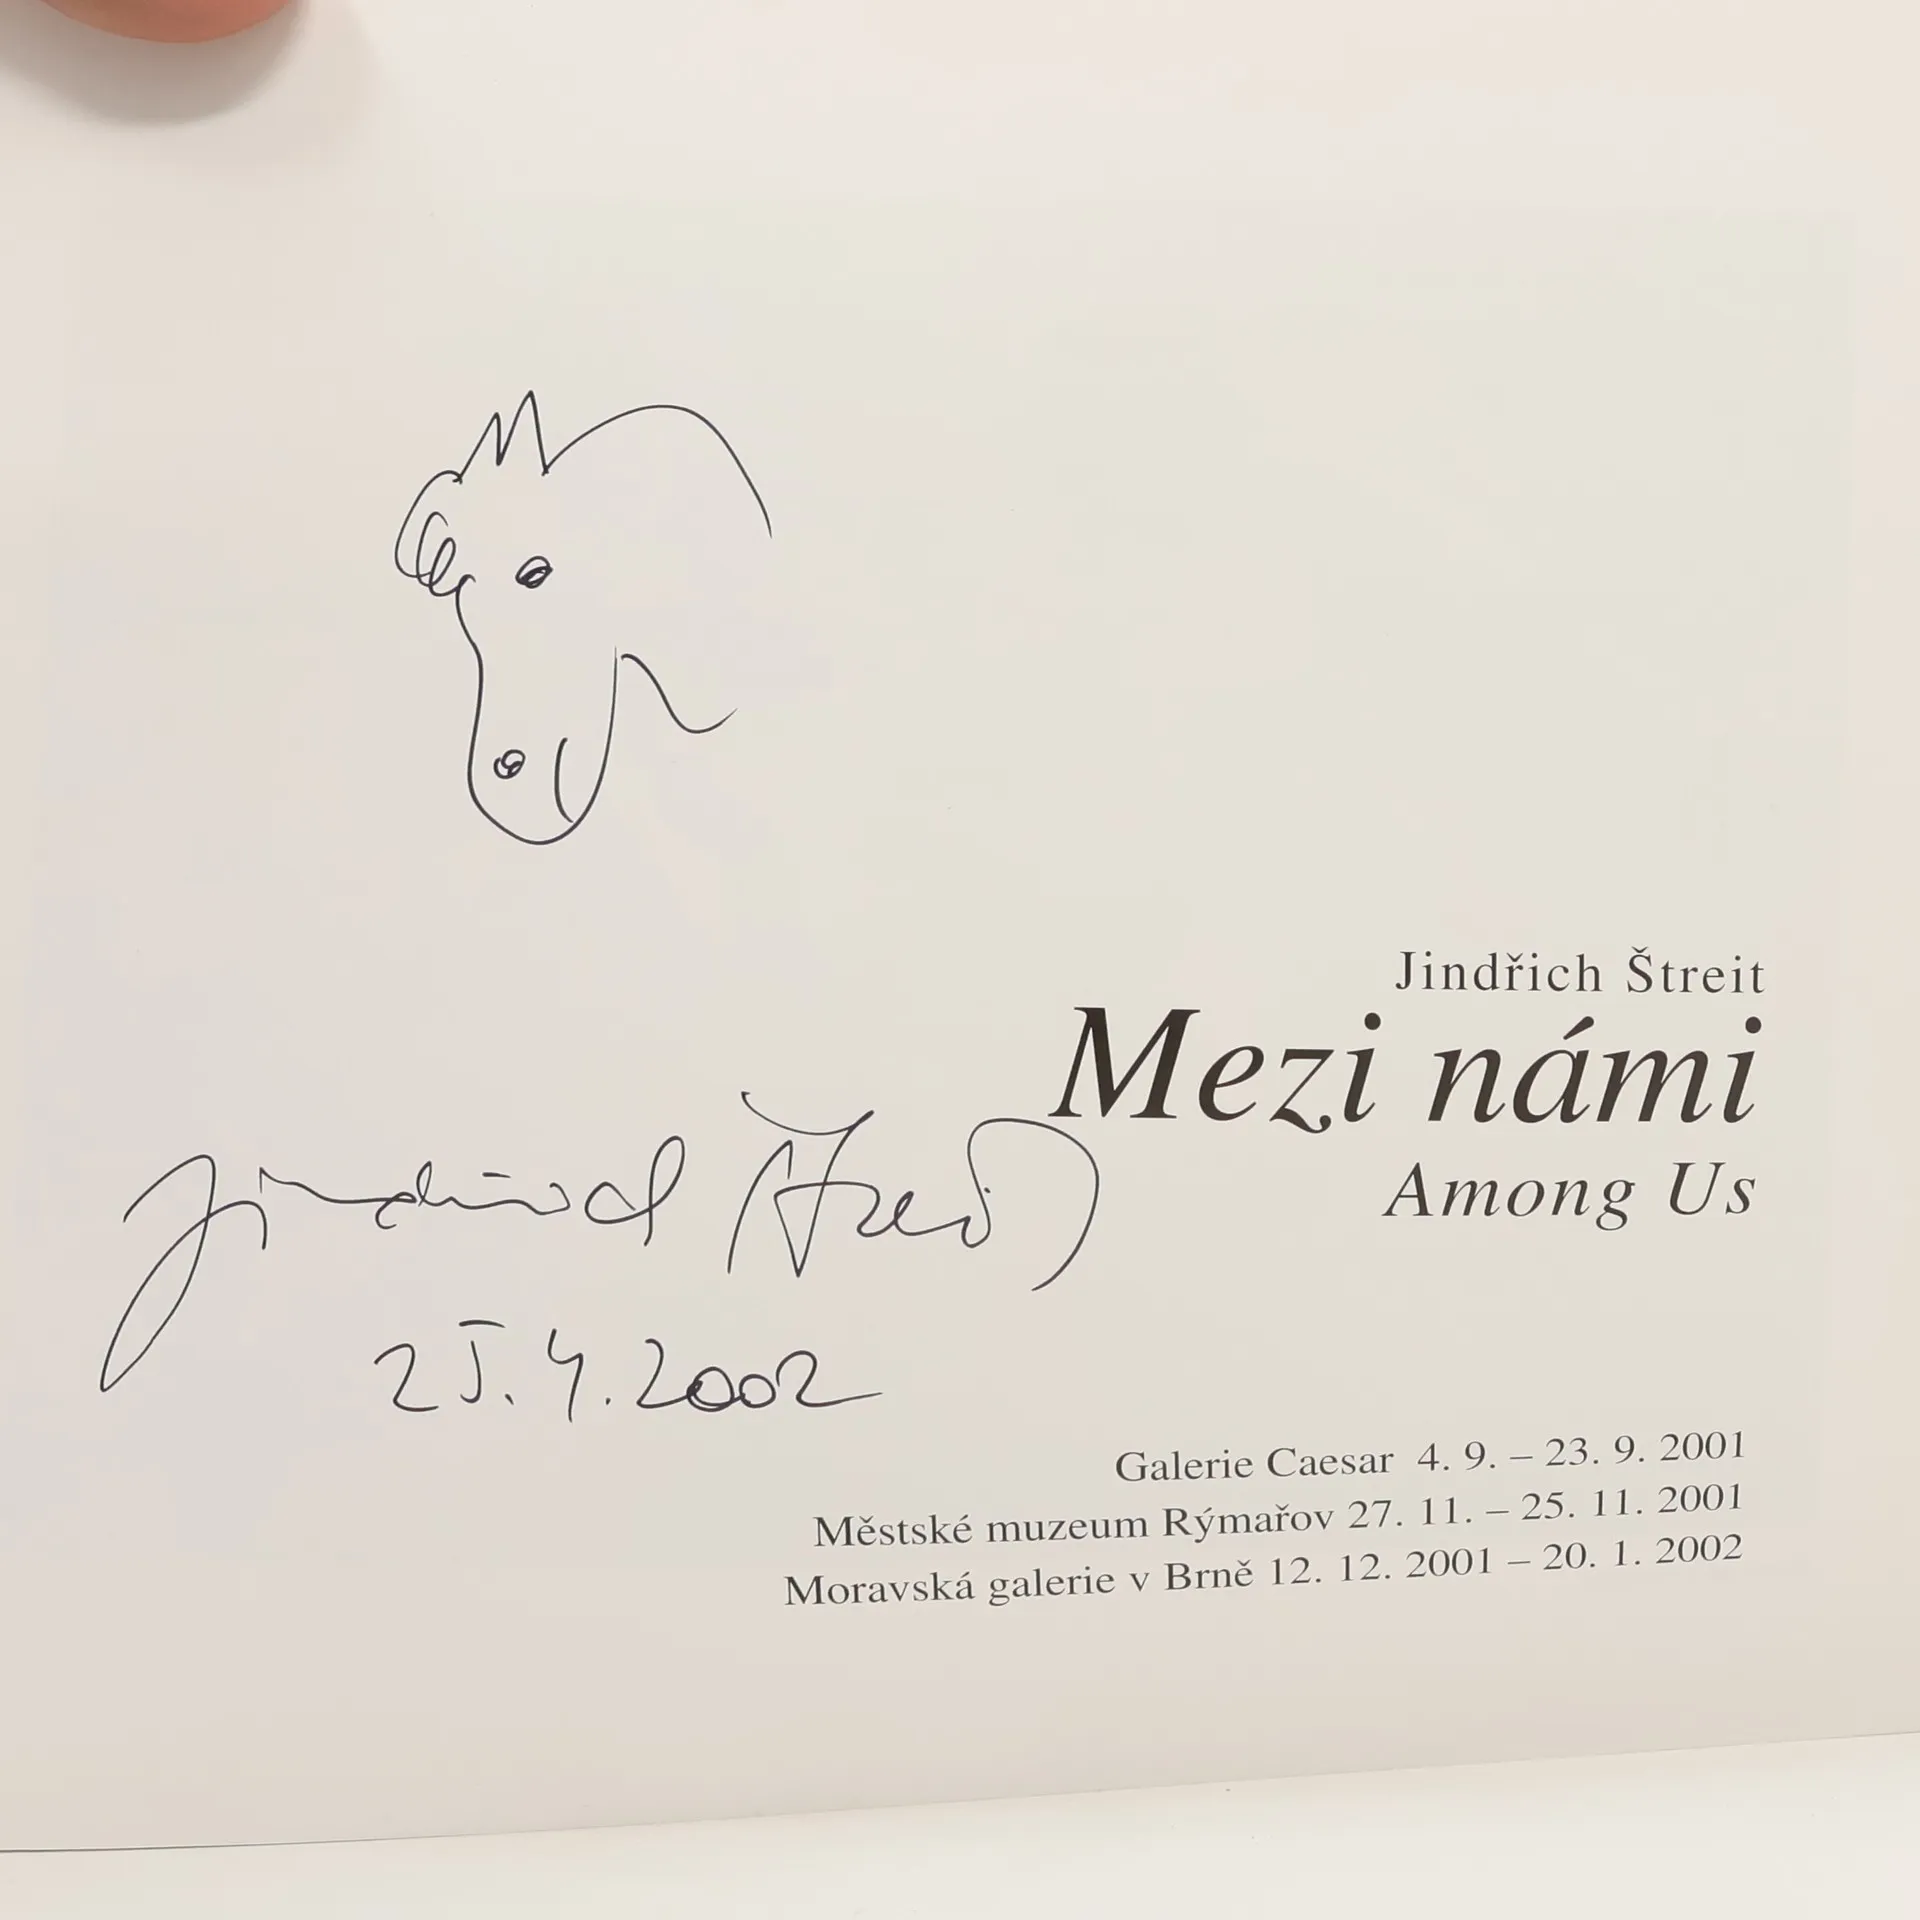 Jindřich Štreit
Mezi námi
Among Us
Jindřich Štreit
25. 4. 2002
Galerie Caesar 4. 9. – 23. 9. 2001
Městské muzeum Rýmařov 27. 11. – 25. 11. 2001
Moravská galerie v Brně 12. 12. 2001 – 20. 1. 2002